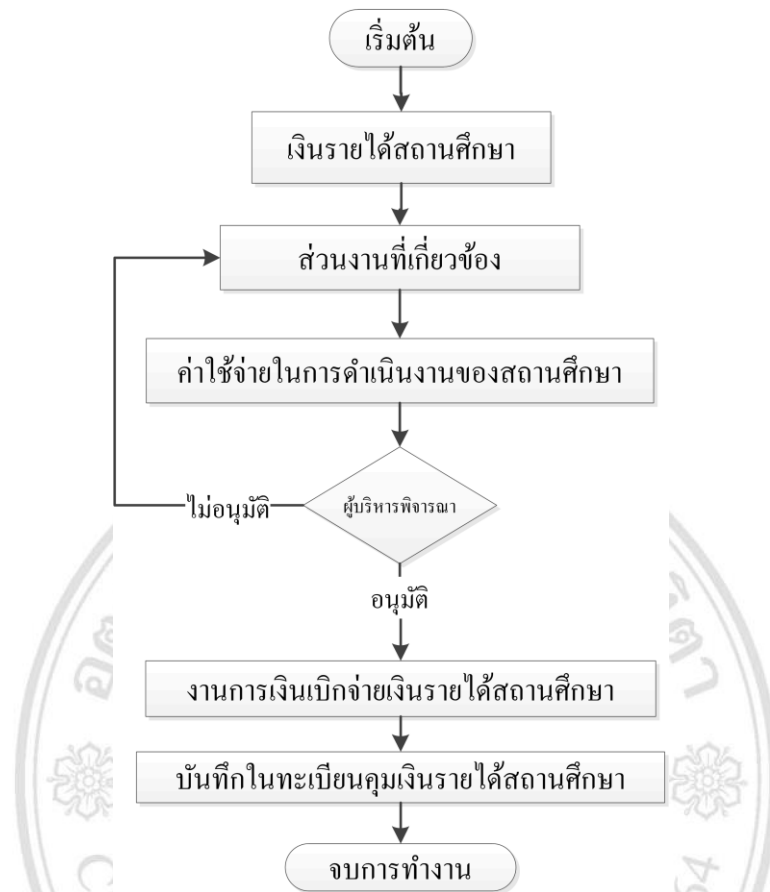 เริ่มต้น
เงินรายได้สถานศึกษา
ส่วนงานที่เกี่ยวข้อง
ค่าใช้จ่ายในการดำเนินงานของสถานศึกษา
ผู้บริหารพิจารณา
ไม่อนุมัติ
อนุมัติ
งานการเงินเบิกจ่ายเงินรายได้สถานศึกษา
บันทึกในทะเบียนคุมเงินรายได้สถานศึกษา
จบการทำงาน